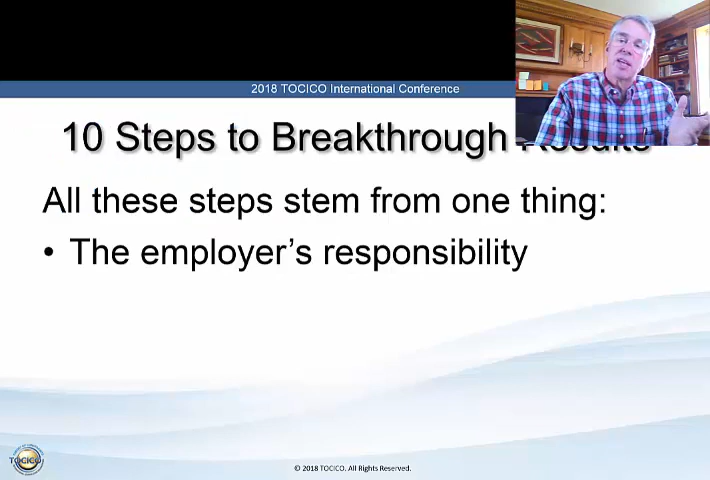 2018 TOCICO International Conference
10 Steps to Breakthrough Results
All these steps stem from one thing:
• The employer's responsibility
TOCICO
© 2018 TOCICO. All Rights Reserved.